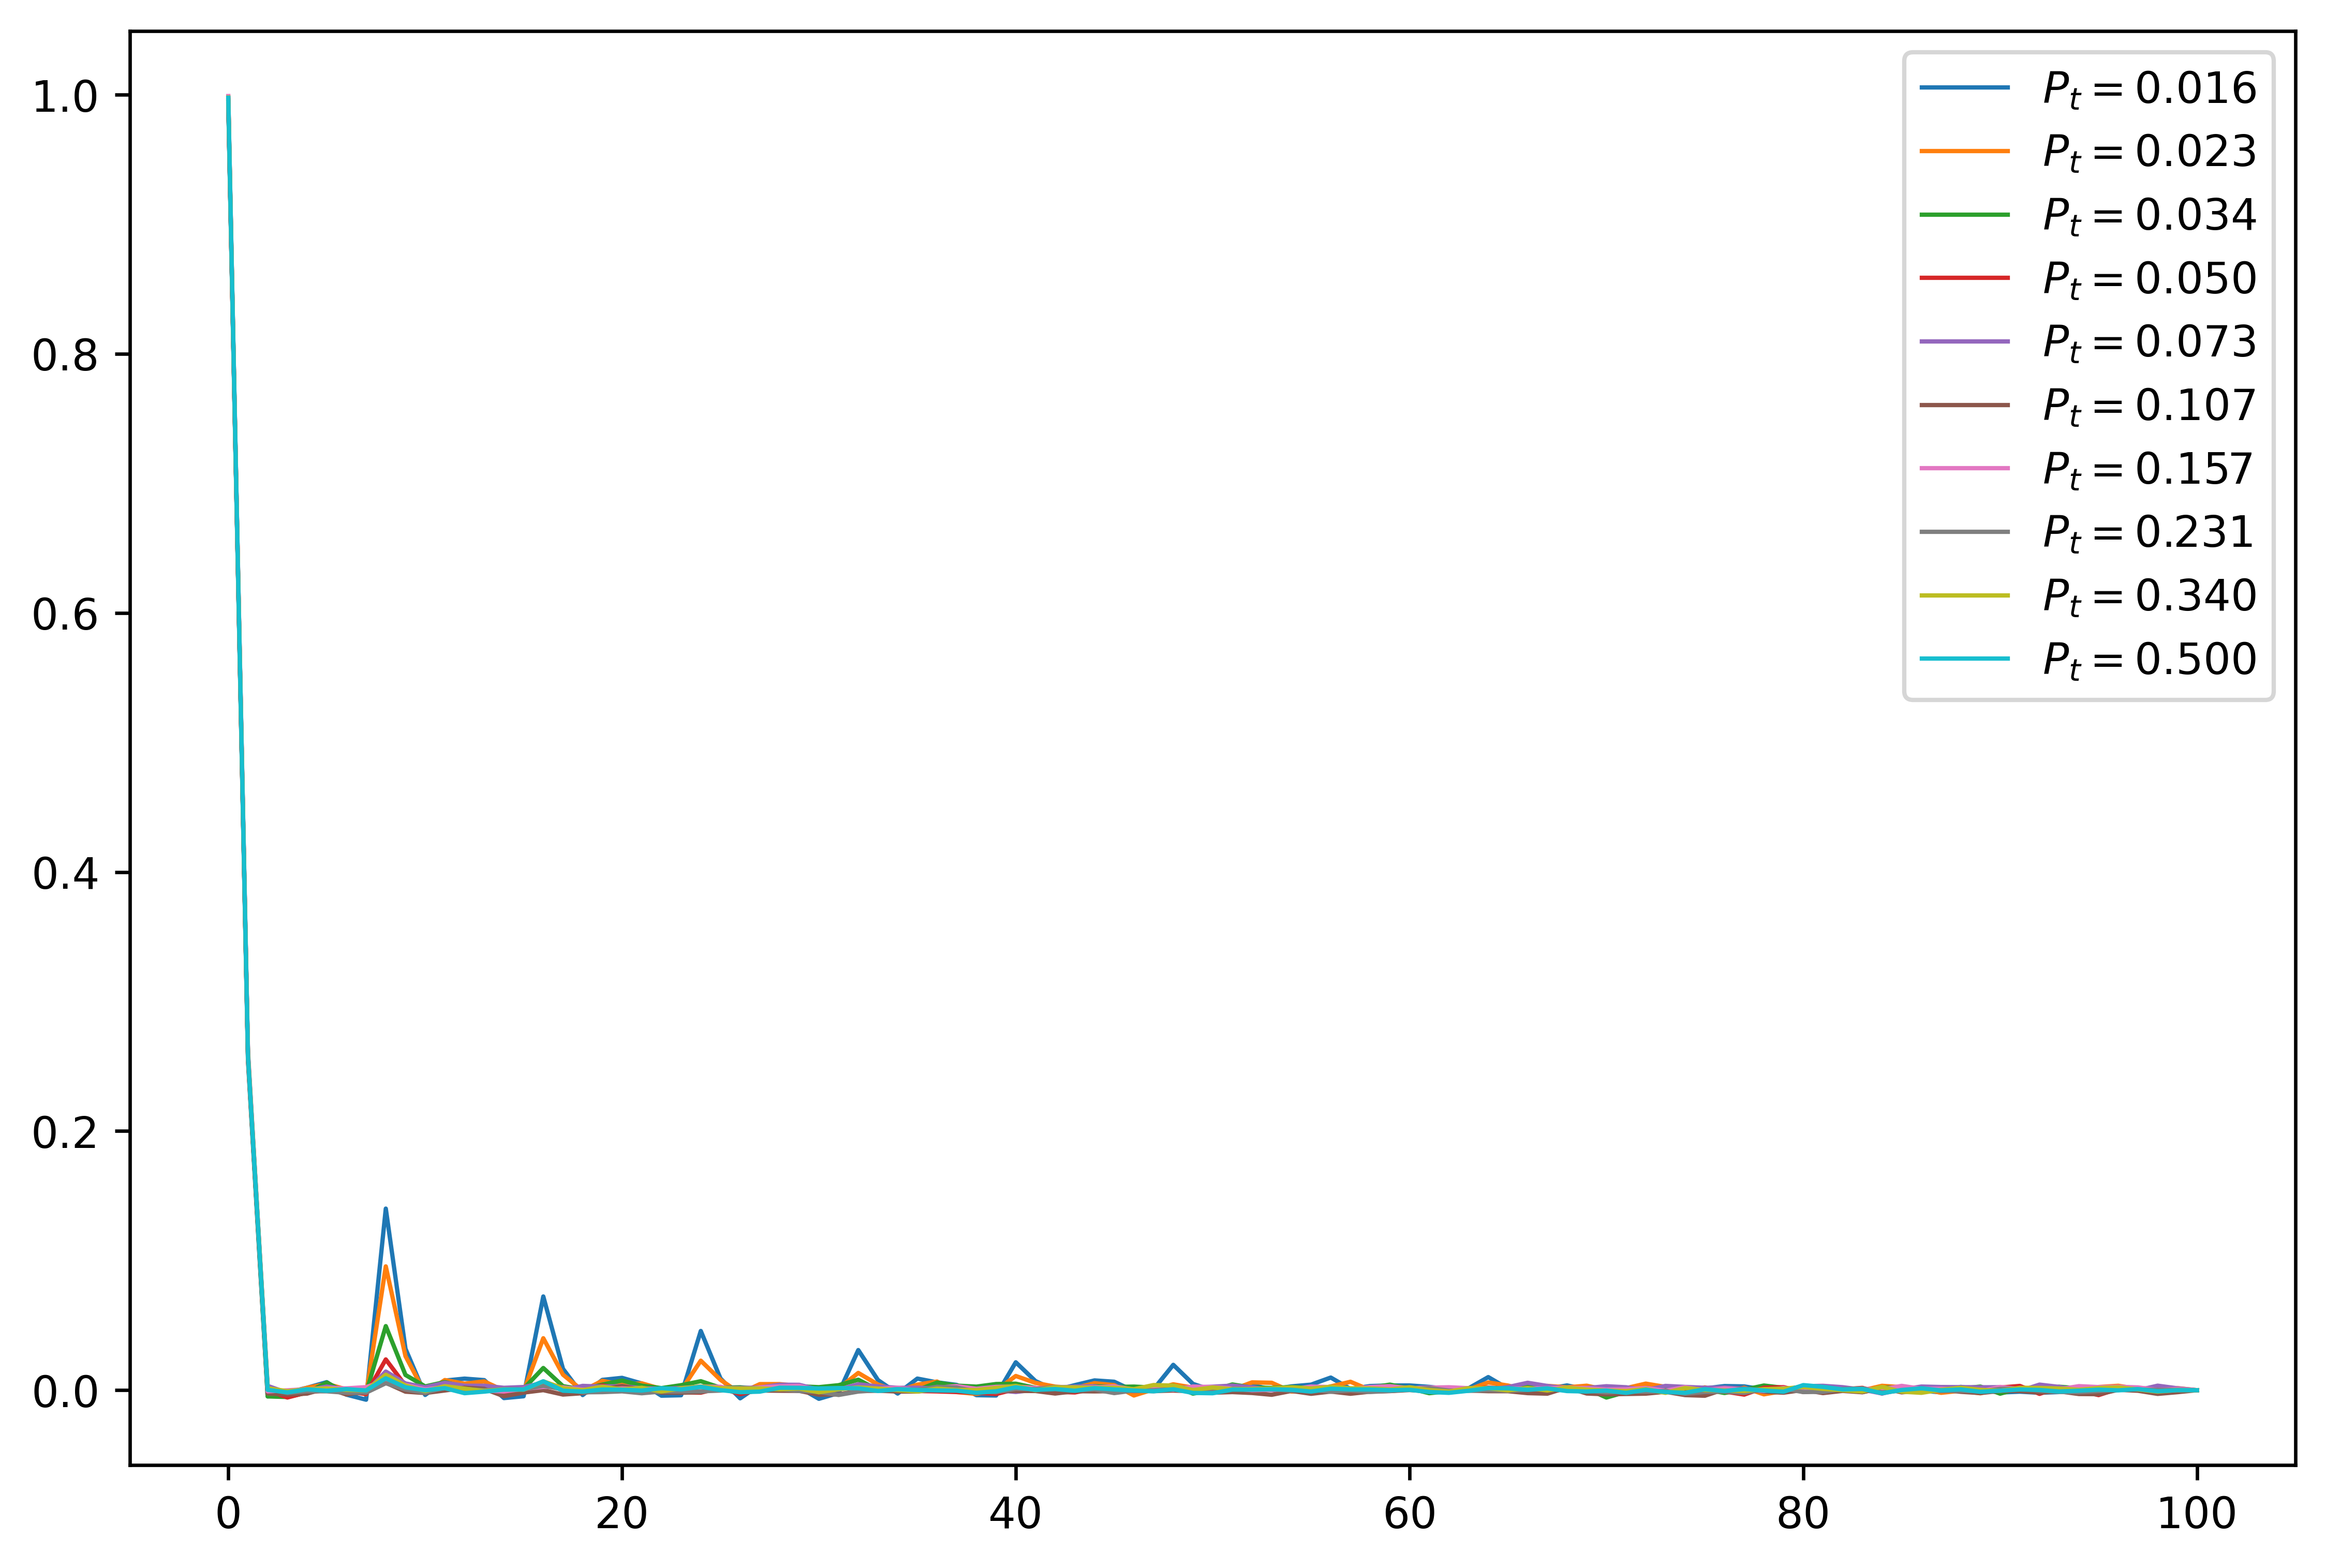 1.0
0.8
0.6
0.4
0.2
0.0
0 20 40 60 80 100
P_t = 0.016
P_t = 0.023
P_t = 0.034
P_t = 0.050
P_t = 0.073
P_t = 0.107
P_t = 0.157
P_t = 0.231
P_t = 0.340
P_t = 0.500